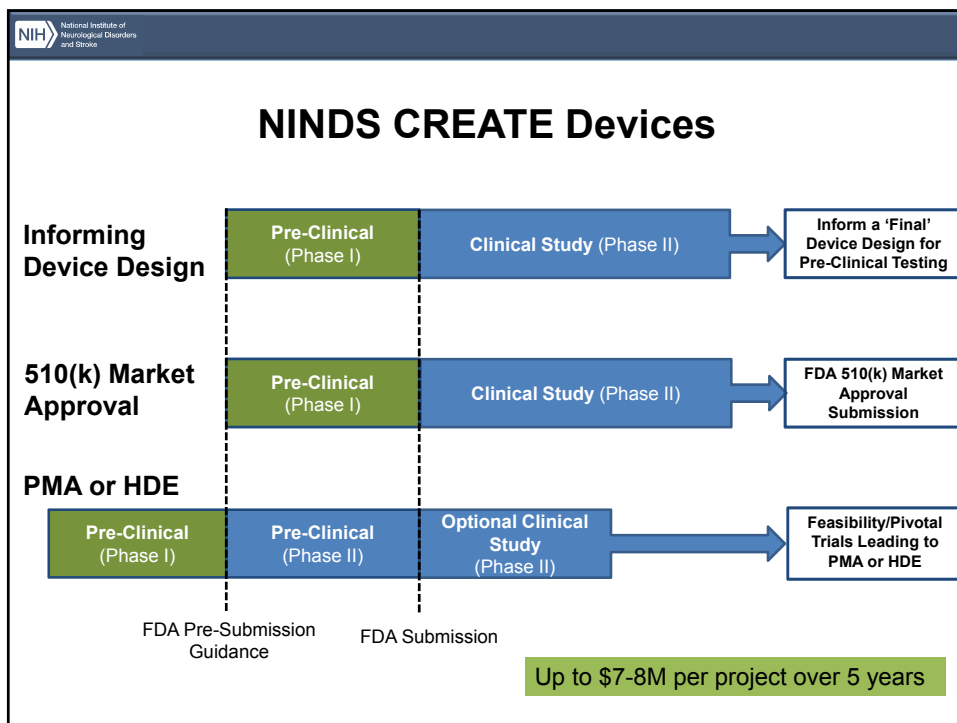 NIH
National Institute of
Neurological Disorders
and Stroke
NINDS CREATE Devices
Informing
Device Design
Pre-Clinical
(Phase I)
Clinical Study (Phase II)
Inform a ‘Final’
Device Design for
Pre-Clinical Testing
510(k) Market
Approval
Pre-Clinical
(Phase I)
Clinical Study (Phase II)
FDA 510(k) Market
Approval
Submission
PMA or HDE
Pre-Clinical
(Phase I)
Pre-Clinical
(Phase II)
Optional Clinical
Study
(Phase II)
Feasibility/Pivotal
Trials Leading to
PMA or HDE
FDA Pre-Submission
Guidance
FDA Submission
Up to $7-8M per project over 5 years